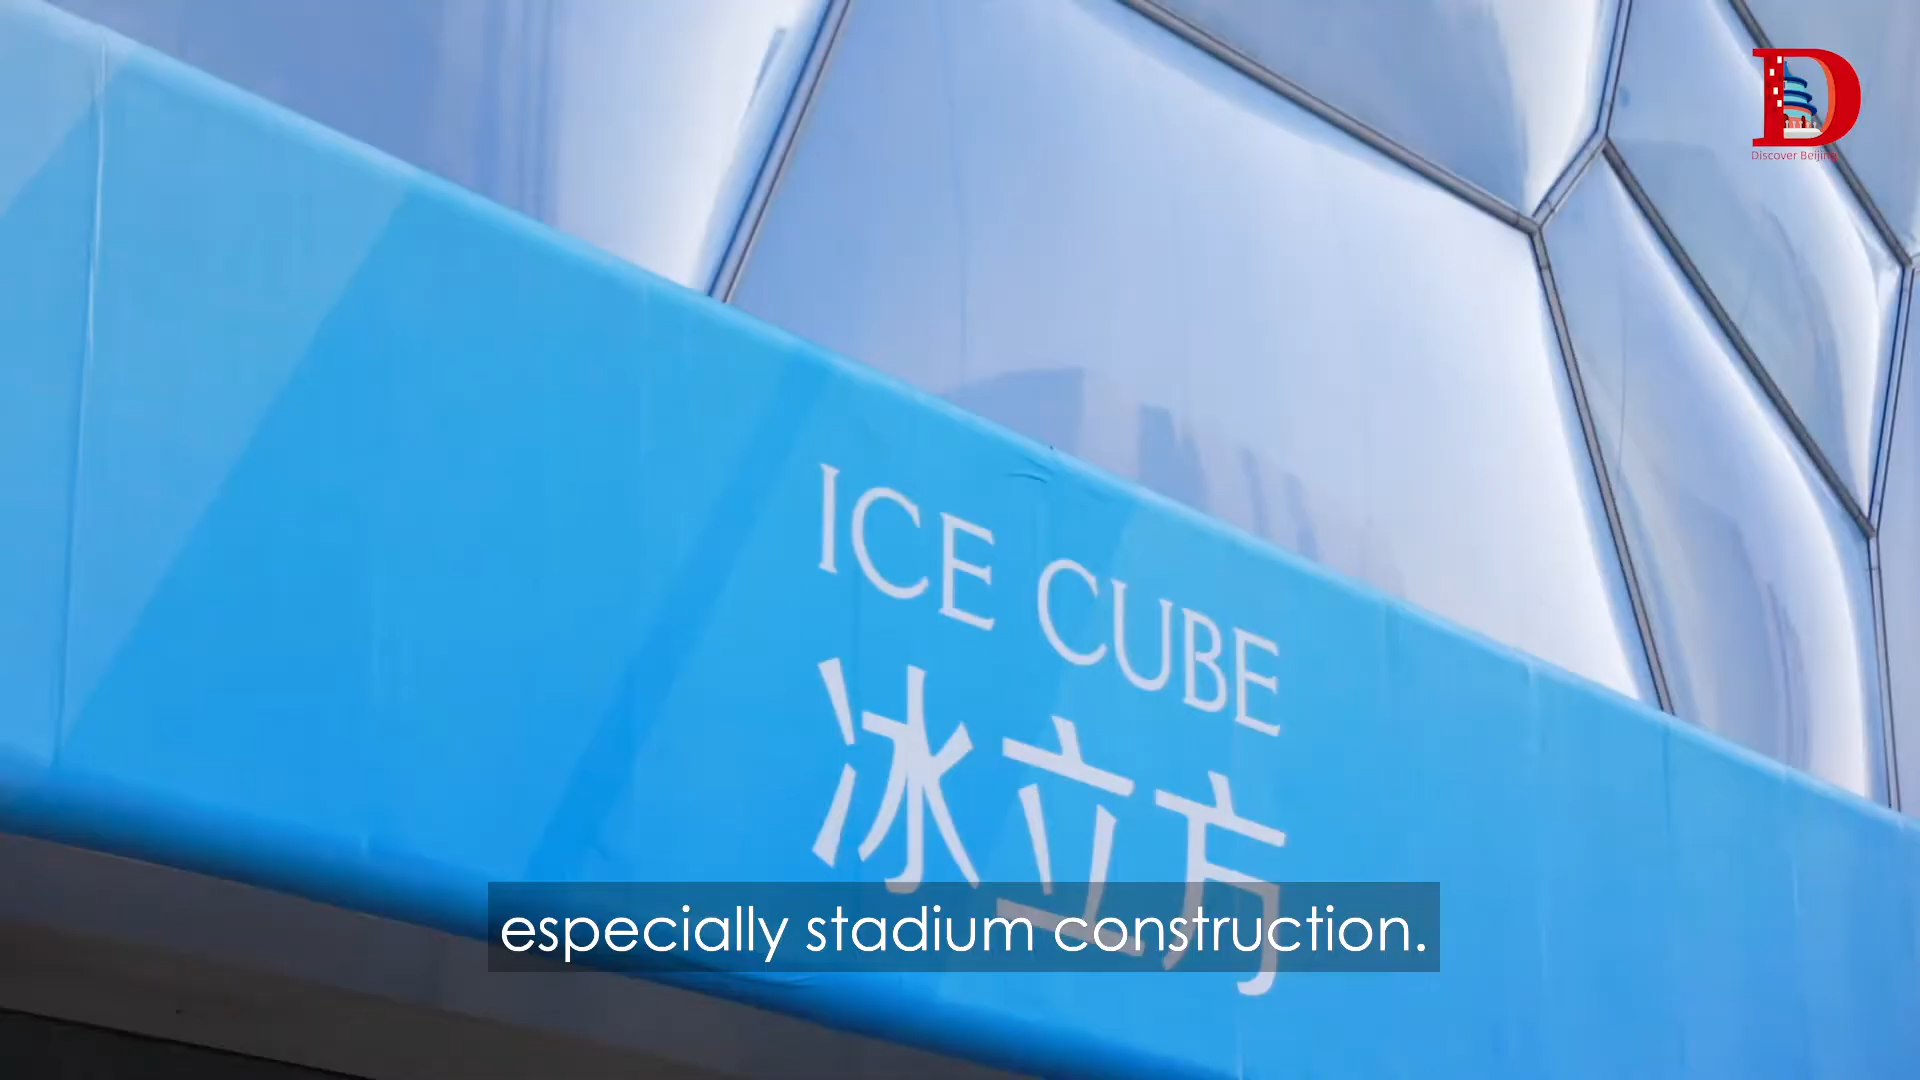 Discover Beijing
ICE CUBE
冰立方
especially stadium construction.